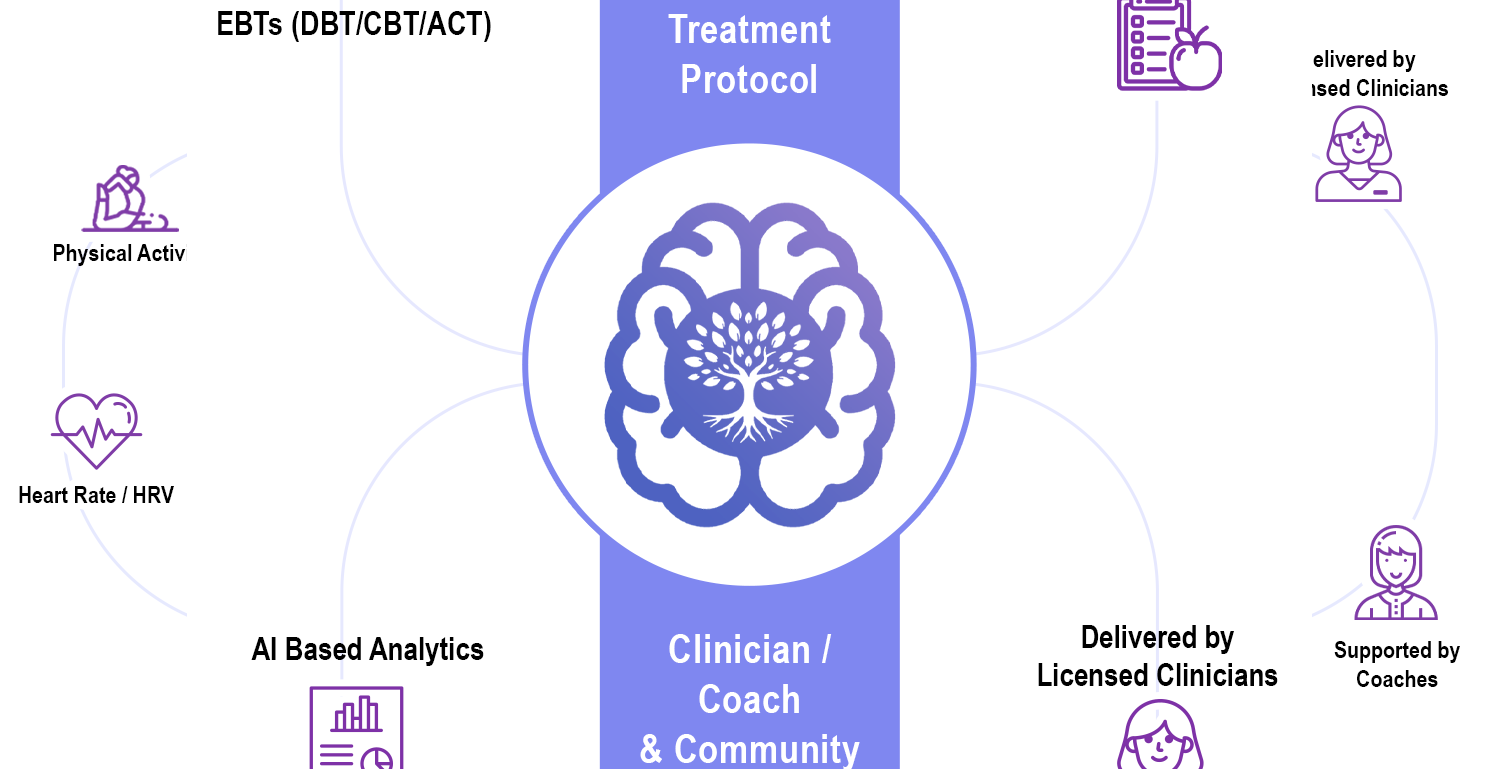 EBTs (DBT/CBT/ACT)
Treatment
Protocol
elivered by
nsed Clinicians
Physical Activ
Heart Rate / HRV
AI Based Analytics
Clinician /
Coach
& Community
Delivered by
Licensed Clinicians
Supported by
Coaches